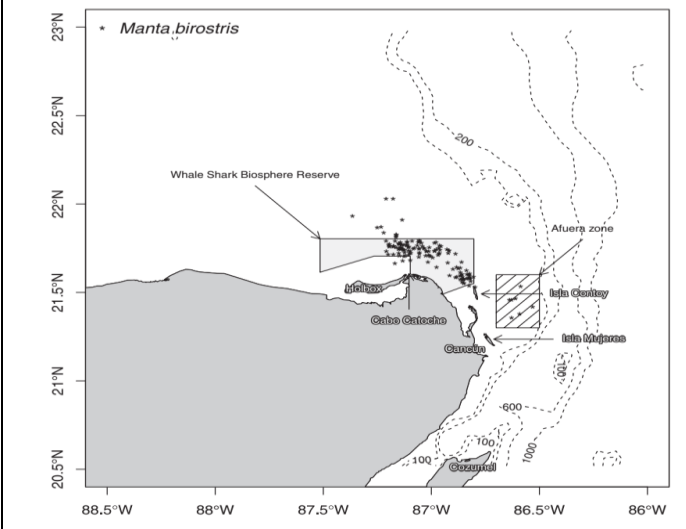 23°N
* Manta birostris
22.5°N
200
Whale Shark Biosphere Reserve
22°N
Afuera zone
21.5°N
Holbox
Isla Contoy
Cabo Catoche
Isla Mujeres
Cancún
21°N
100
600
100
1000
100
Cozumel
20.5°N
88.5°W 88°W 87.5°W 87°W 86.5°W 86°W